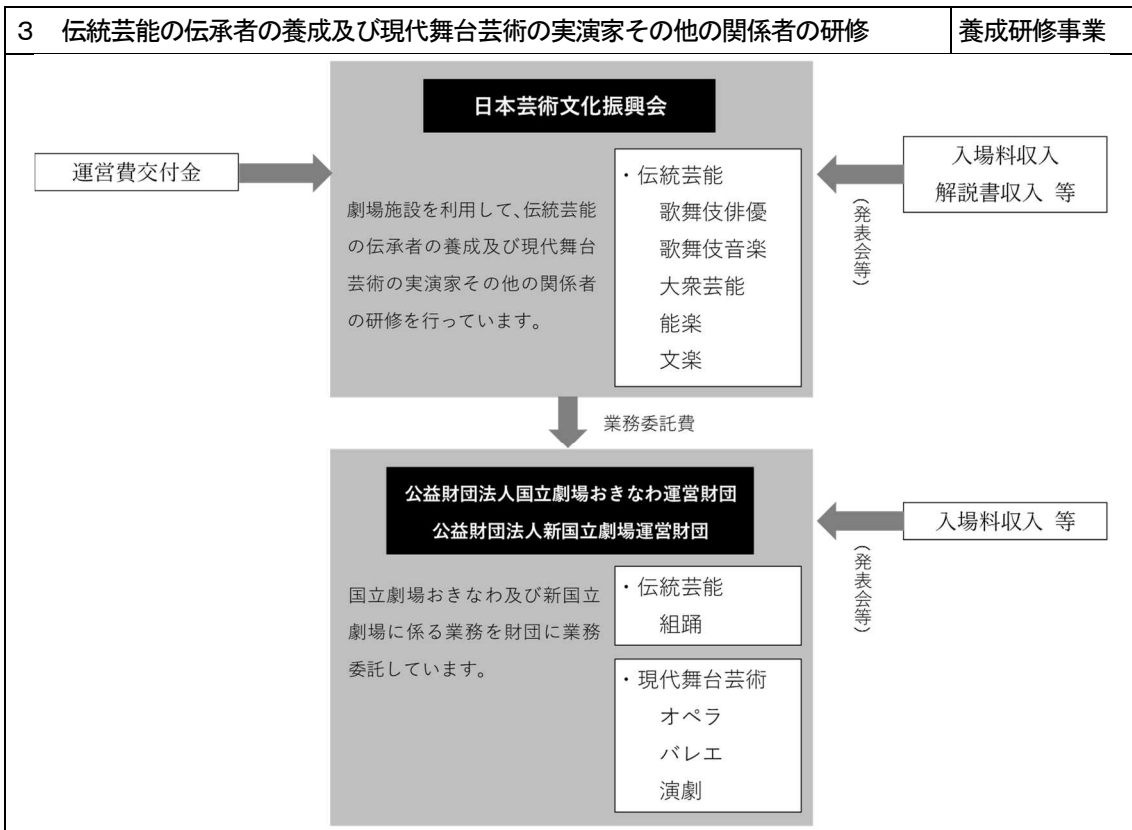 3 伝統芸能の伝承者の養成及び現代舞台芸術の実演家その他の関係者の研修
養成研修事業
日本芸術文化振興会
運営費交付金
劇場施設を利用して、伝統芸能
の伝承者の養成及び現代舞台
芸術の実演家その他の関係者
の研修を行っています。
・伝統芸能
歌舞伎俳優
歌舞伎音楽
大衆芸能
能楽
文楽
入場料収入
解説書収入 等
(発表会等)
業務委託費
公益財団法人国立劇場おきなわ運営財団
公益財団法人新国立劇場運営財団
国立劇場おきなわ及び新国立
劇場に係る業務を財団に業務
委託しています。
・伝統芸能
組踊
・現代舞台芸術
オペラ
バレエ
演劇
入場料収入 等
(発表会等)